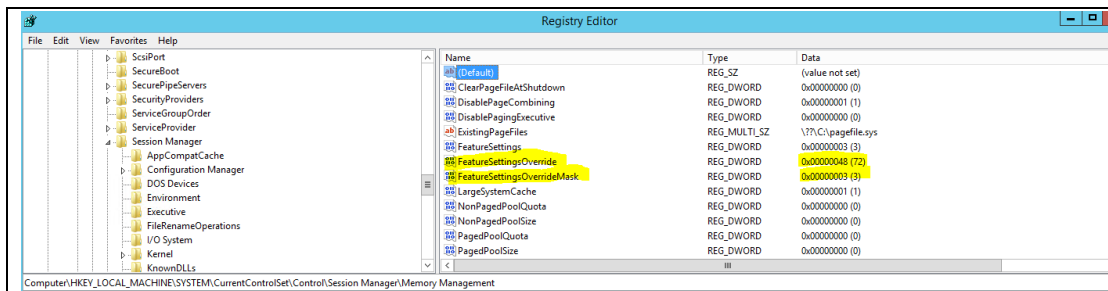 Registry Editor
File Edit View Favorites Help
ScsiPort
SecureBoot
SecurePipeServers
SecurityProviders
ServiceGroupOrder
ServiceProvider
Session Manager
AppCompatCache
Configuration Manager
DOS Devices
Environment
Executive
FileRenameOperations
I/O System
Kernel
KnownDLLs
Name Type Data
(Default) REG_SZ (value not set)
ClearPageFileAtShutdown REG_DWORD 0x00000000 (0)
DisablePageCombining REG_DWORD 0x00000001 (1)
DisablePagingExecutive REG_DWORD 0x00000000 (0)
ExistingPageFiles REG_MULTI_SZ \??\C:\pagefile.sys
FeatureSettings REG_DWORD 0x00000003 (3)
FeatureSettingsOverride REG_DWORD 0x00000048 (72)
FeatureSettingsOverrideMask REG_DWORD 0x00000003 (3)
LargeSystemCache REG_DWORD 0x00000001 (1)
NonPagedPoolQuota REG_DWORD 0x00000000 (0)
NonPagedPoolSize REG_DWORD 0x00000000 (0)
PagedPoolQuota REG_DWORD 0x00000000 (0)
PagedPoolSize REG_DWORD 0x00000000 (0)
Computer\HKEY_LOCAL_MACHINE\SYSTEM\CurrentControlSet\Control\Session Manager\Memory Management